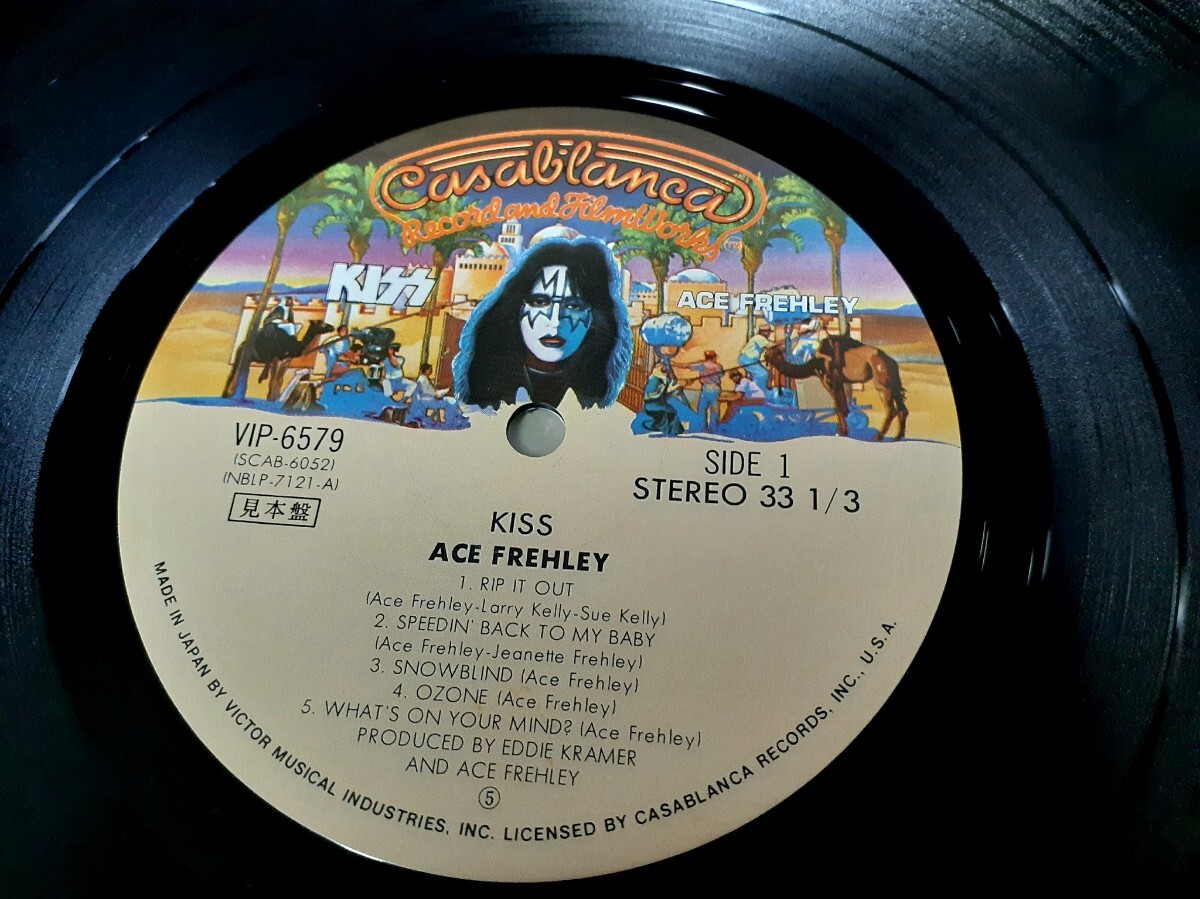 Casablanca
Record and FilmWorks
KISS
ACE FREHLEY
VIP-6579
(SCAB-6052)
(NBLP-7121-A)
見本盤
SIDE 1
STEREO 33 1/3
KISS
ACE FREHLEY
1. RIP IT OUT
(Ace Frehley-Larry Kelly-Sue Kelly)
2. SPEEDIN' BACK TO MY BABY
(Ace Frehley-Jeanette Frehley)
3. SNOWBLIND (Ace Frehley)
4. OZONE (Ace Frehley)
5. WHAT'S ON YOUR MIND? (Ace Frehley)
PRODUCED BY EDDIE KRAMER
AND ACE FREHLEY
⑤
MADE IN JAPAN BY VICTOR MUSICAL INDUSTRIES, INC. LICENSED BY CASABLANCA RECORDS, INC., U.S.A.